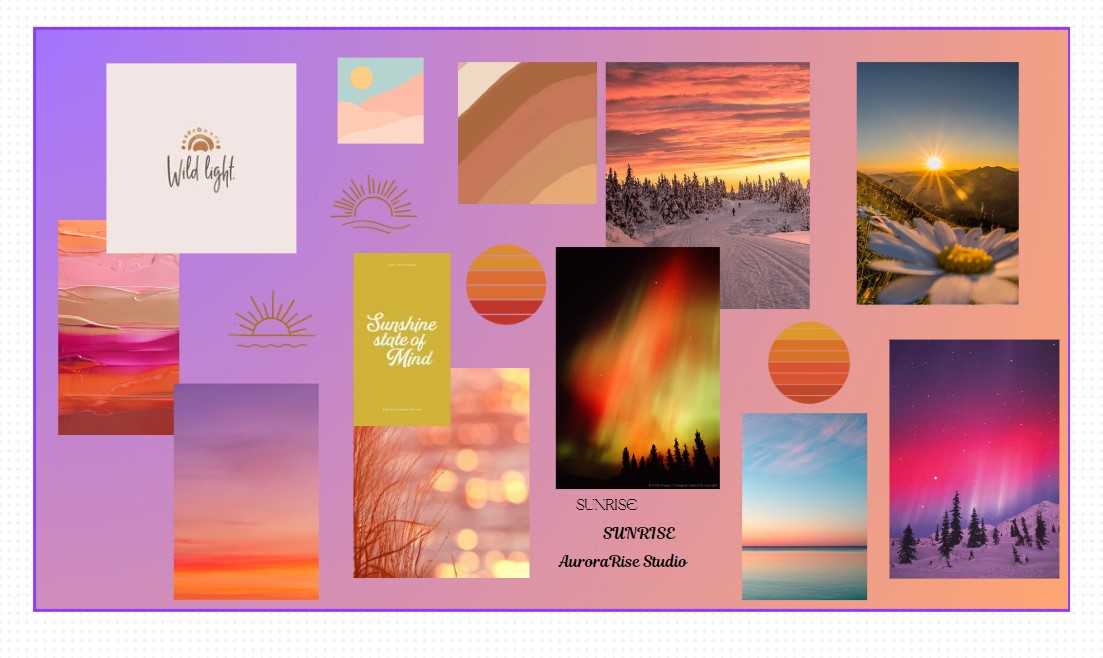 Wild light.
Sunshine
state of
Mind
SUNRISE
SUNRISE
AuroraRise Studio